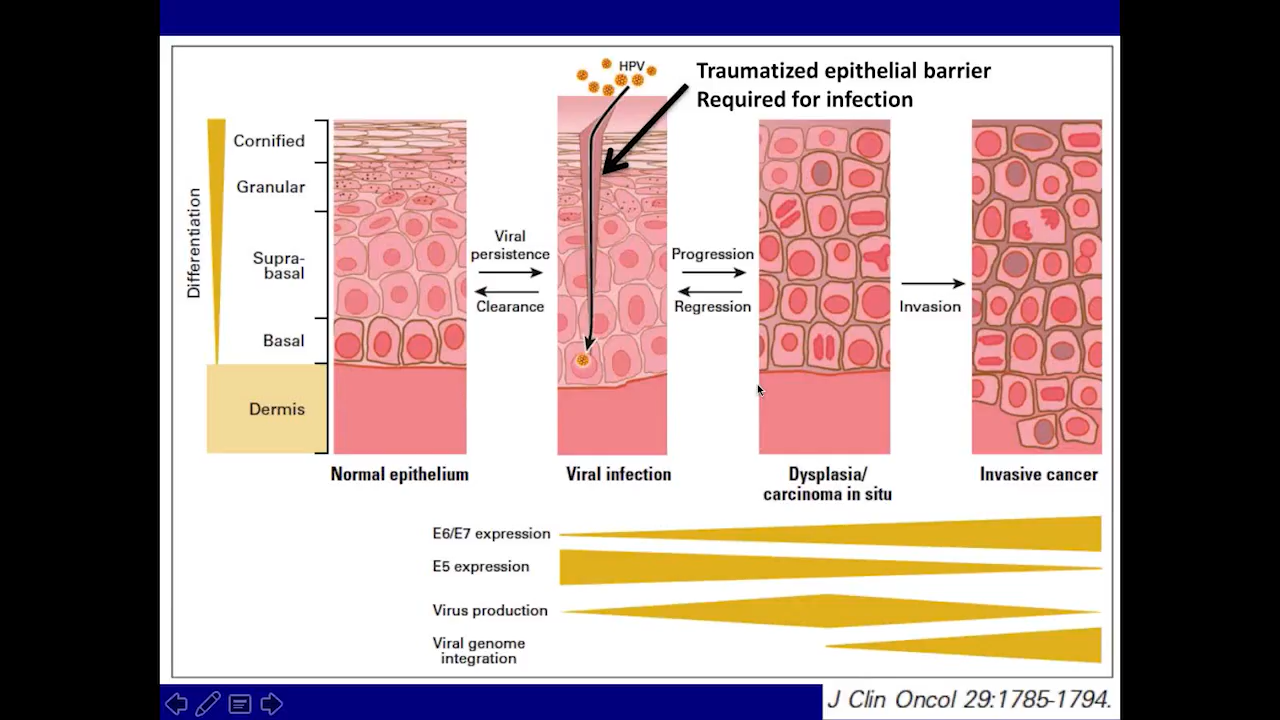 HPV
Traumatized epithelial barrier
Required for infection
Differentiation
Cornified
Granular
Supra-
basal
Basal
Dermis
Viral
persistence
Clearance
Progression
Regression
Invasion
Normal epithelium
Viral infection
Dysplasia/
carcinoma in situ
Invasive cancer
E6/E7 expression
E5 expression
Virus production
Viral genome
integration
J Clin Oncol 29:1785-1794.